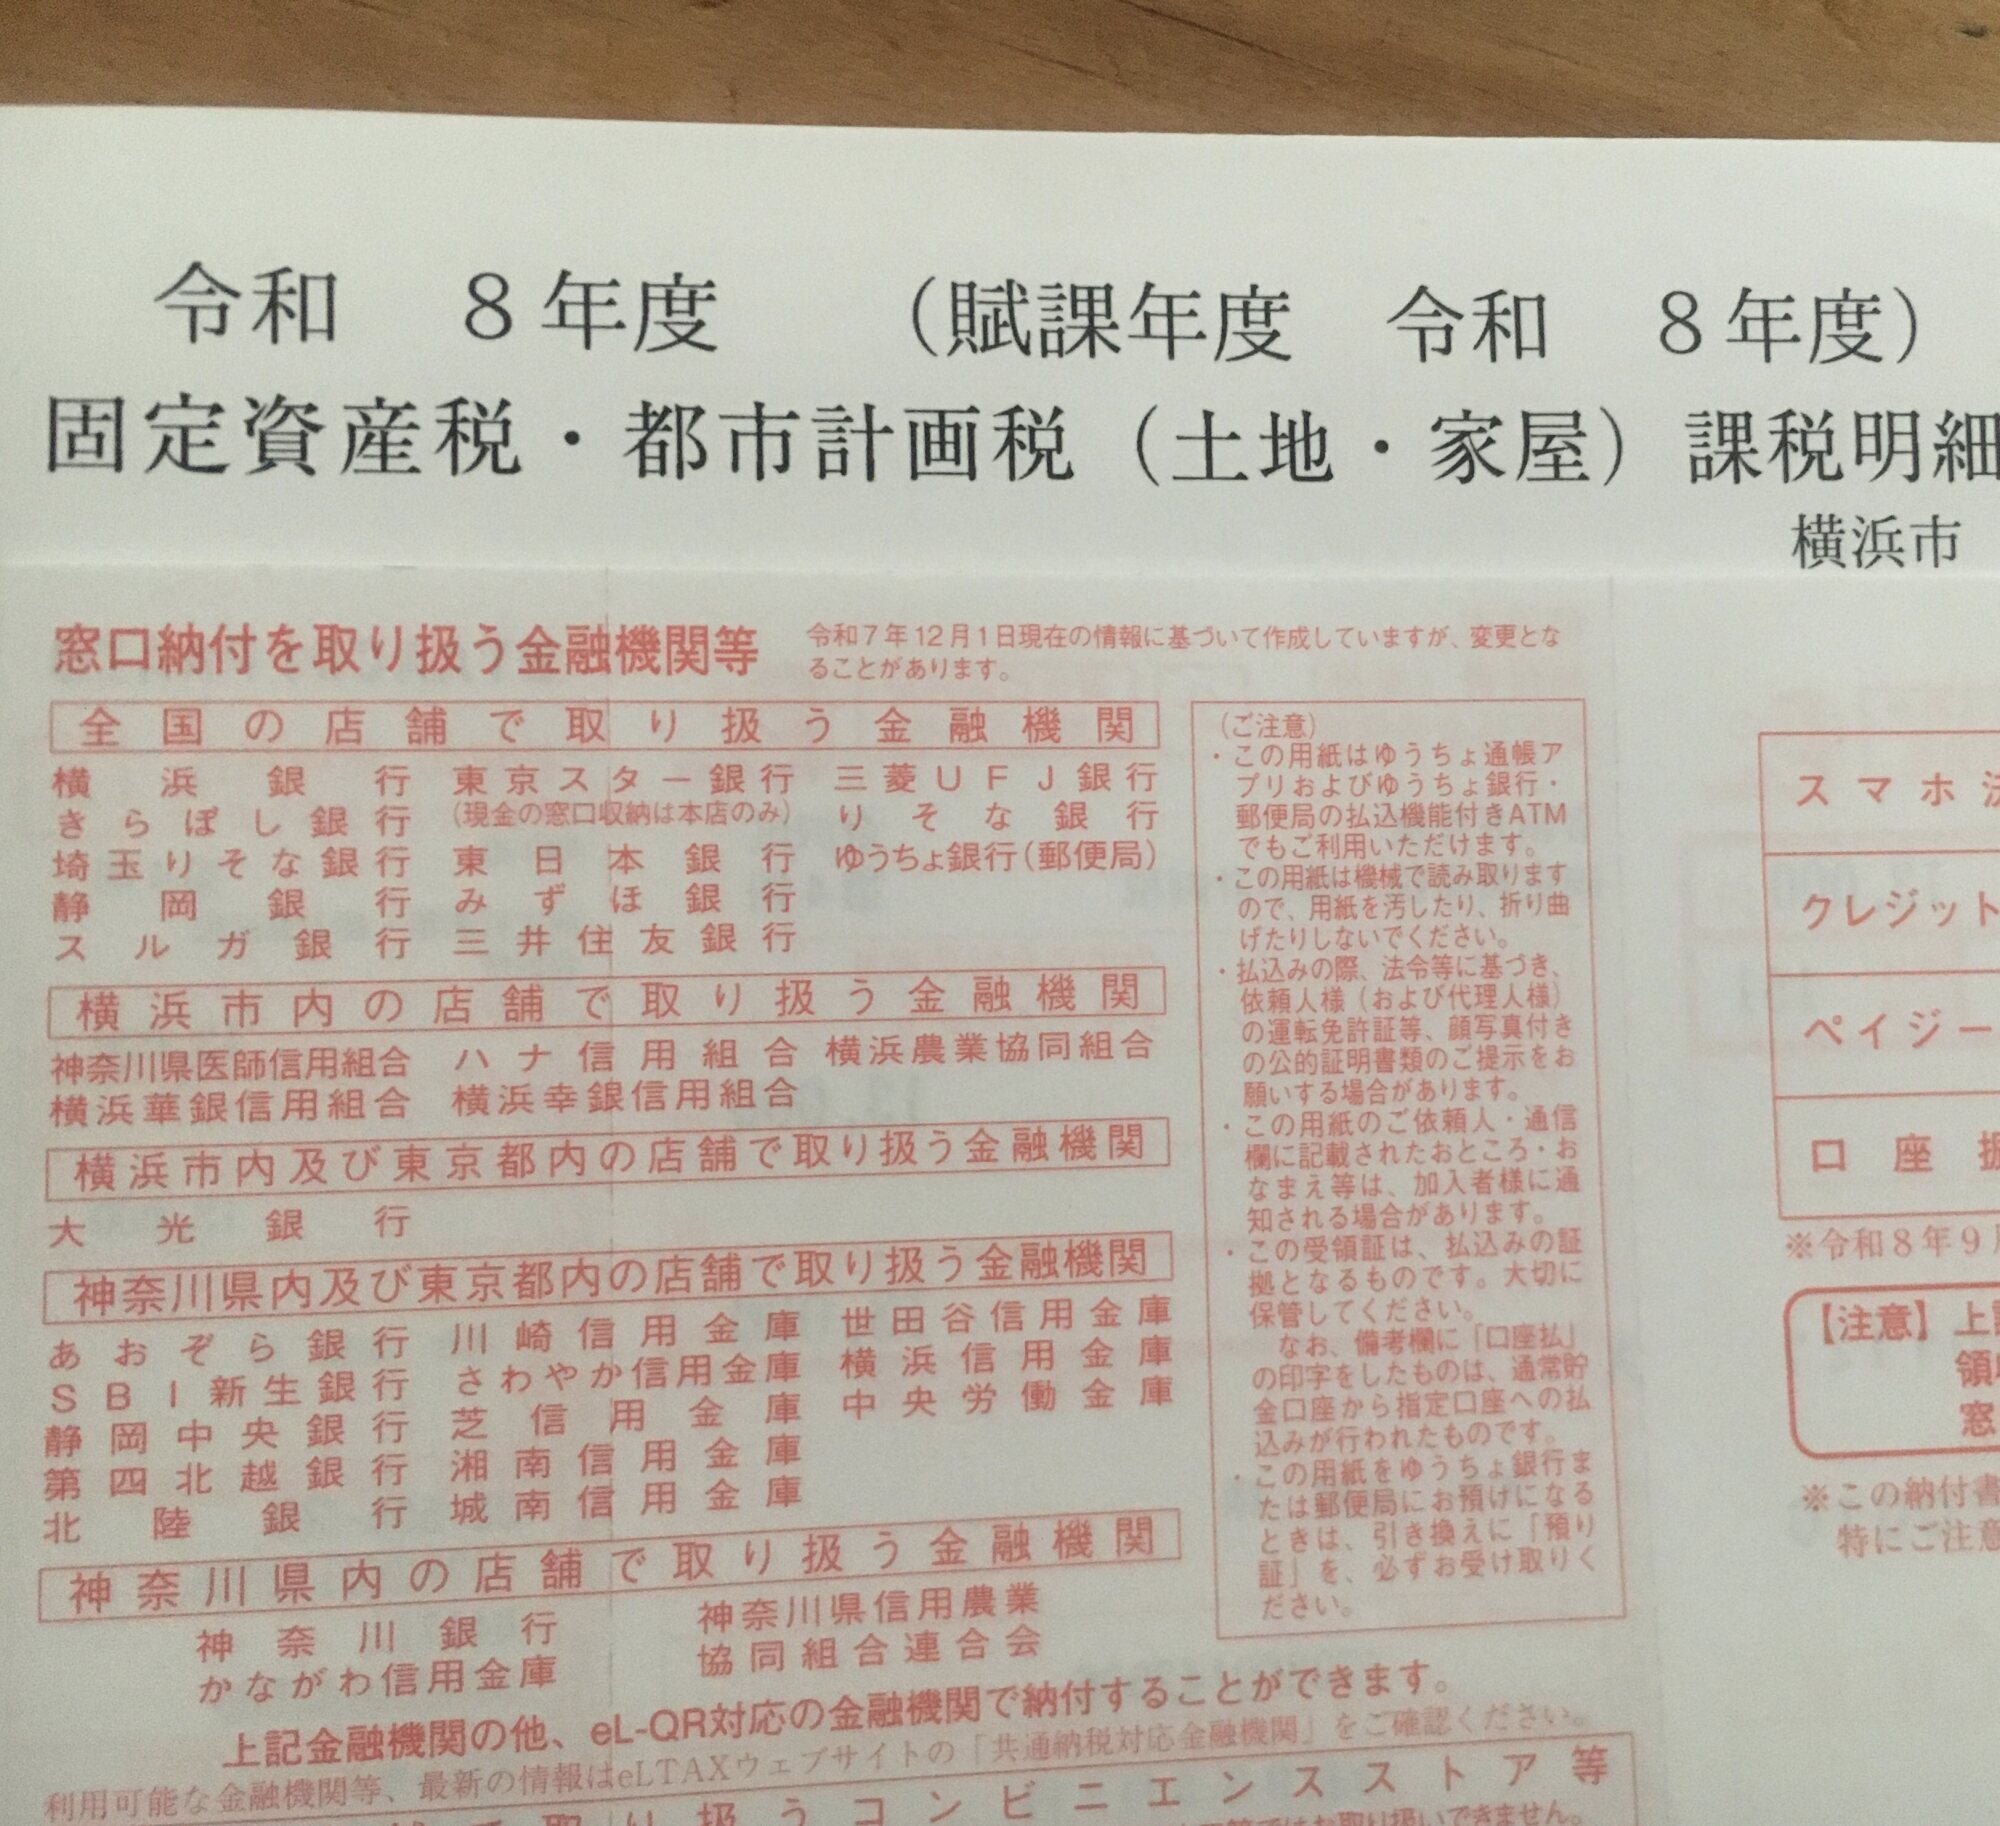 令和 8年度 (賦課年度 令和 8年度)
固定資産税・都市計画税(土地・家屋)課税明細
横浜市
窓口納付を取り扱う金融機関等
令和7年12月1日現在の情報に基づいて作成していますが、変更とな
ることがあります。
全国の店舗で取り扱う金融機関
横浜銀行 東京スター銀行 三菱UFJ銀行
きらぼし銀行 (現金の窓口収納は本店のみ) りそな銀行
埼玉りそな銀行 東日本銀行 ゆうちょ銀行(郵便局)
静岡銀行 みずほ銀行
スルガ銀行 三井住友銀行
横浜市内の店舗で取り扱う金融機関
神奈川県医師信用組合 ハナ信用組合 横浜農業協同組合
横浜華銀信用組合 横浜幸銀信用組合
横浜市内及び東京都内の店舗で取り扱う金融機関
大光銀行
神奈川県内及び東京都内の店舗で取り扱う金融機関
あおぞら銀行 川崎信用金庫 世田谷信用金庫
SBI新生銀行 さわやか信用金庫 横浜信用金庫
静岡中央銀行 芝信用金庫 中央労働金庫
第四北越銀行 湘南信用金庫
北陸銀行 城南信用金庫
神奈川県内の店舗で取り扱う金融機関
神奈川銀行 神奈川県信用農業
かながわ信用金庫 協同組合連合会
上記金融機関の他、eL-QR対応の金融機関で納付することができます。
利用可能な金融機関等、最新の情報はeLTAXウェブサイトの「共通納税対応金融機関」をご確認ください。
で取り扱うコンビニエンスストア等
(ご注意)
・この用紙はゆうちょ通帳ア
プリおよびゆうちょ銀行・
郵便局の払込機能付きATM
でもご利用いただけます。
・この用紙は機械で読み取ります
ので、用紙を汚したり、折り曲
げたりしないでください。
・払込みの際、法令等に基づき、
依頼人様(および代理人様)
の運転免許証等、顔写真付き
の公的証明書類のご提示をお
願いする場合があります。
・この用紙のご依頼人・通信
欄に記載されたおところ・お
なまえ等は、加入者様に通
知される場合があります。
・この受領証は、払込みの証
拠となるものです。大切に
保管してください。
なお、備考欄に「口座払」
の印字をしたものは、通常貯
金口座から指定口座への払
込みが行われたものです。
・この用紙をゆうちょ銀行ま
たは郵便局にお預けになる
ときは、引き換えに「預り
証」を、必ずお受け取りく
ださい。
スマホ決
クレジット
ペイジー
口座振
※令和8年9月
【注意】上記
領収
窓
※この納付書
特にご注意